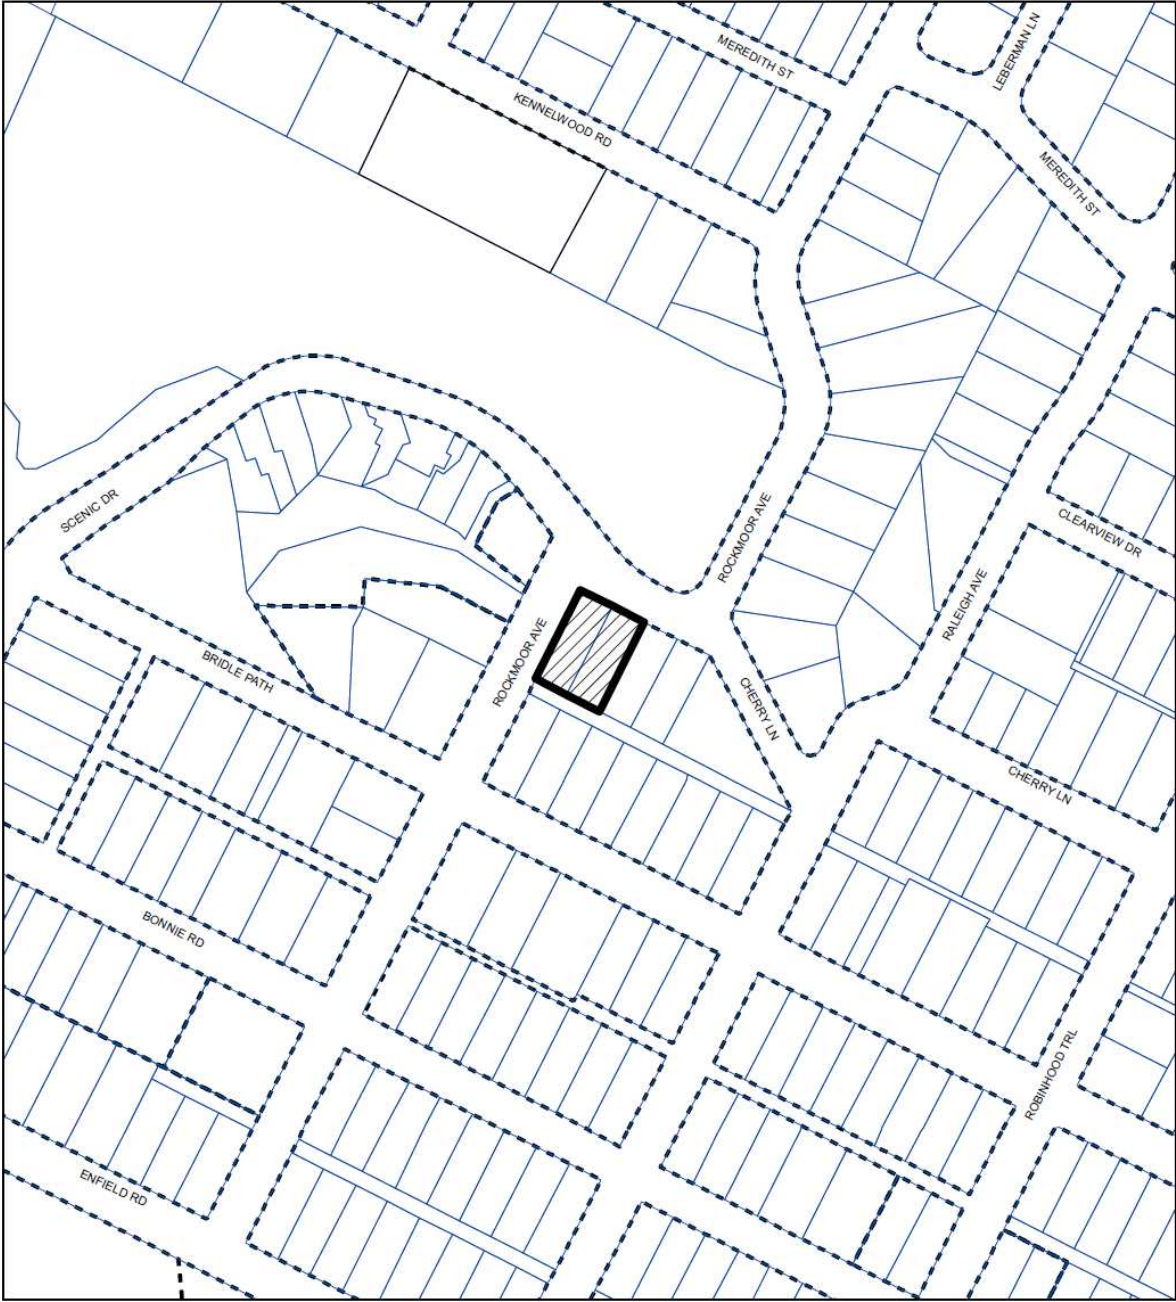 LEBERMAN LN
MEREDITH ST
KENNELWOOD RD
MEREDITH ST
SCENIC DR
ROCKMOOR AVE
CLEARVIEW DR
RALEIGH AVE
ROCKMOOR AVE
BRIDLE PATH
CHERRY LN
CHERRY LN
BONNIE RD
ROBINHOOD TRL
ENFIELD RD